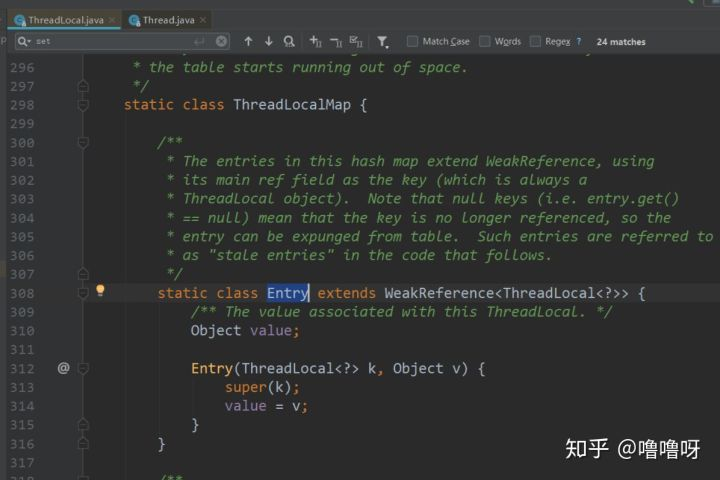 ThreadLocal.java × Thread.java ×
set Match Case Words Regex ? 24 matches
296 * the table starts running out of space.
297 */
298 static class ThreadLocalMap {
299
300 /**
301 * The entries in this hash map extend WeakReference, using
302 * its main ref field as the key (which is always a
303 * ThreadLocal object). Note that null keys (i.e. entry.get()
304 * == null) mean that the key is no longer referenced, so the
305 * entry can be expunged from table. Such entries are referred to
306 * as "stale entries" in the code that follows.
307 */
308 static class Entry extends WeakReference<ThreadLocal<?>> {
309 /** The value associated with this ThreadLocal. */
310 Object value;
311
312 @ Entry(ThreadLocal<?> k, Object v) {
313 super(k);
314 value = v;
315 }
316 }
317
/**
知乎 @噜噜呀